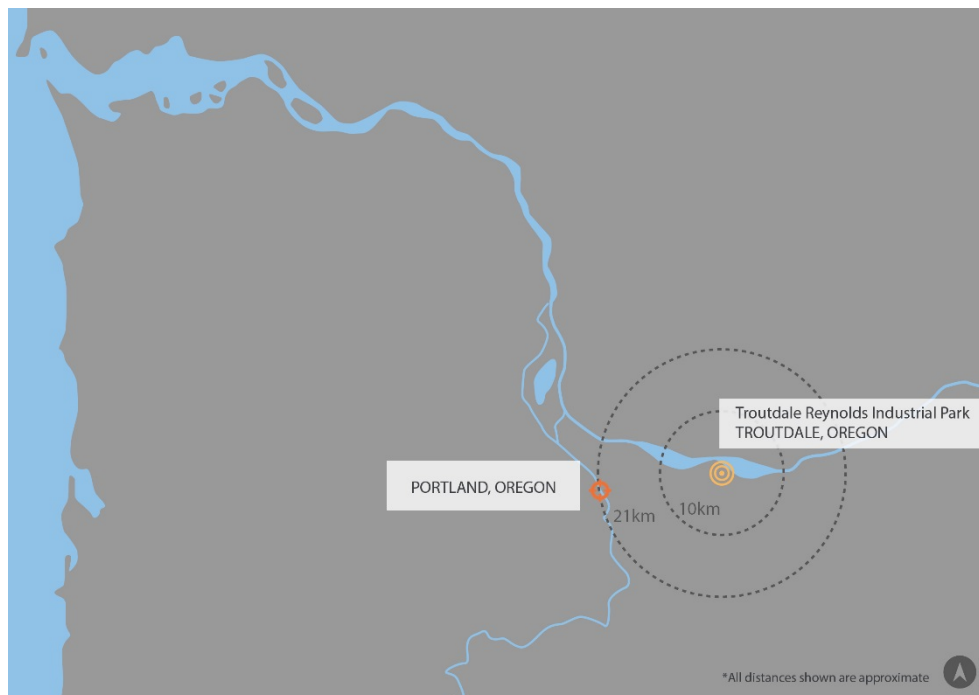 Troutdale Reynolds Industrial Park
TROUTDALE, OREGON
PORTLAND, OREGON
21km
10km
*All distances shown are approximate